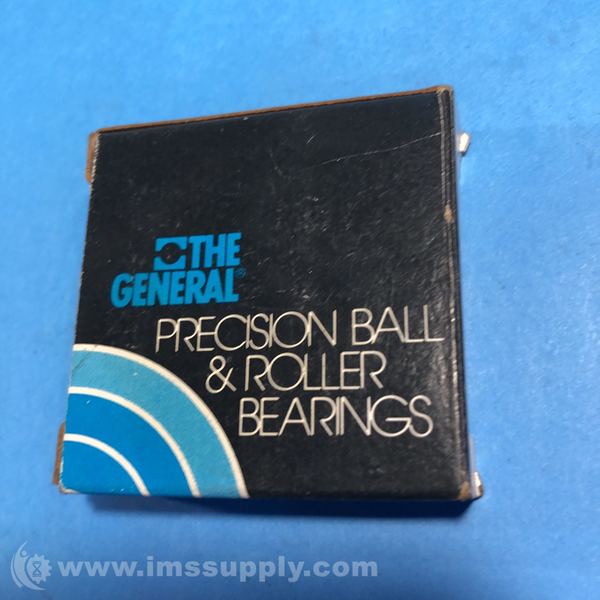 THE
GENERAL®
PRECISION BALL
& ROLLER
BEARINGS
www.imssupply.com